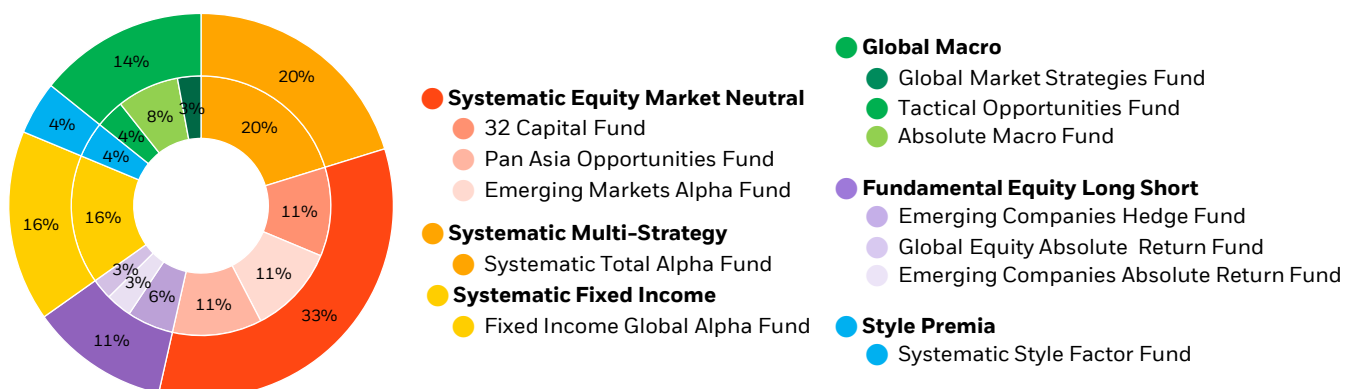 14%
20%
3%
8%
20%
4%
4%
4%
16%
16%
11%
3%
3%
6%
11%
11%
11%
33%
Systematic Equity Market Neutral
32 Capital Fund
Pan Asia Opportunities Fund
Emerging Markets Alpha Fund
Systematic Multi-Strategy
Systematic Total Alpha Fund
Systematic Fixed Income
Fixed Income Global Alpha Fund
Global Macro
Global Market Strategies Fund
Tactical Opportunities Fund
Absolute Macro Fund
Fundamental Equity Long Short
Emerging Companies Hedge Fund
Global Equity Absolute Return Fund
Emerging Companies Absolute Return Fund
Style Premia
Systematic Style Factor Fund